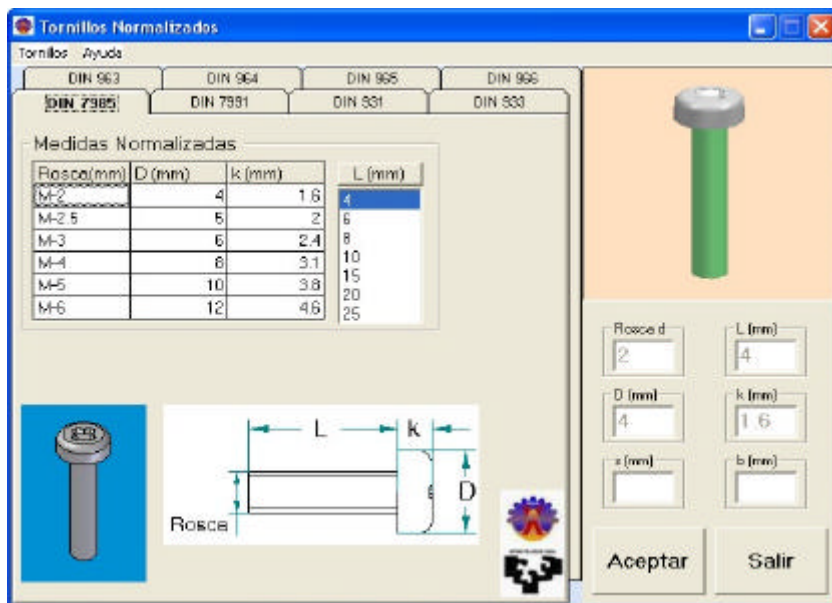 Tornillos Normalizados
Tornillos Ayuda
DIN 963 DIN 964 DIN 965 DIN 966
DIN 7985 DIN 7991 DIN 931 DIN 933
Medidas Normalizadas
Rosca(mm) D (mm) k (mm) L (mm)
M-2 4 1.6 4
M-2.5 5 2 6
M-3 6 2.4 8
M-4 8 3.1 10
M-5 10 3.8 15
M-6 12 4.6 20
25
Rosca d L (mm)
2 4
D (mm) k (mm)
4 1.6
s (mm) b (mm)
L k
D
Rosca
Aceptar Salir